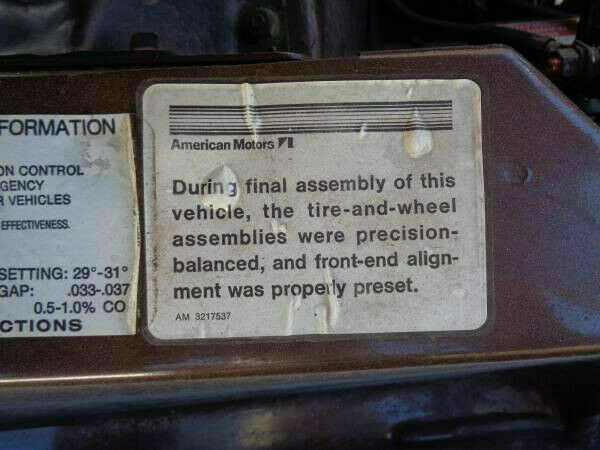 FORMATION
ON CONTROL
GENCY
R VEHICLES
EFFECTIVENESS.
SETTING: 29°-31°
GAP: .033-.037
0.5-1.0% CO
CTIONS
American Motors
During final assembly of this
vehicle, the tire-and-wheel
assemblies were precision-
balanced, and front-end align-
ment was properly preset.
AM 3217537